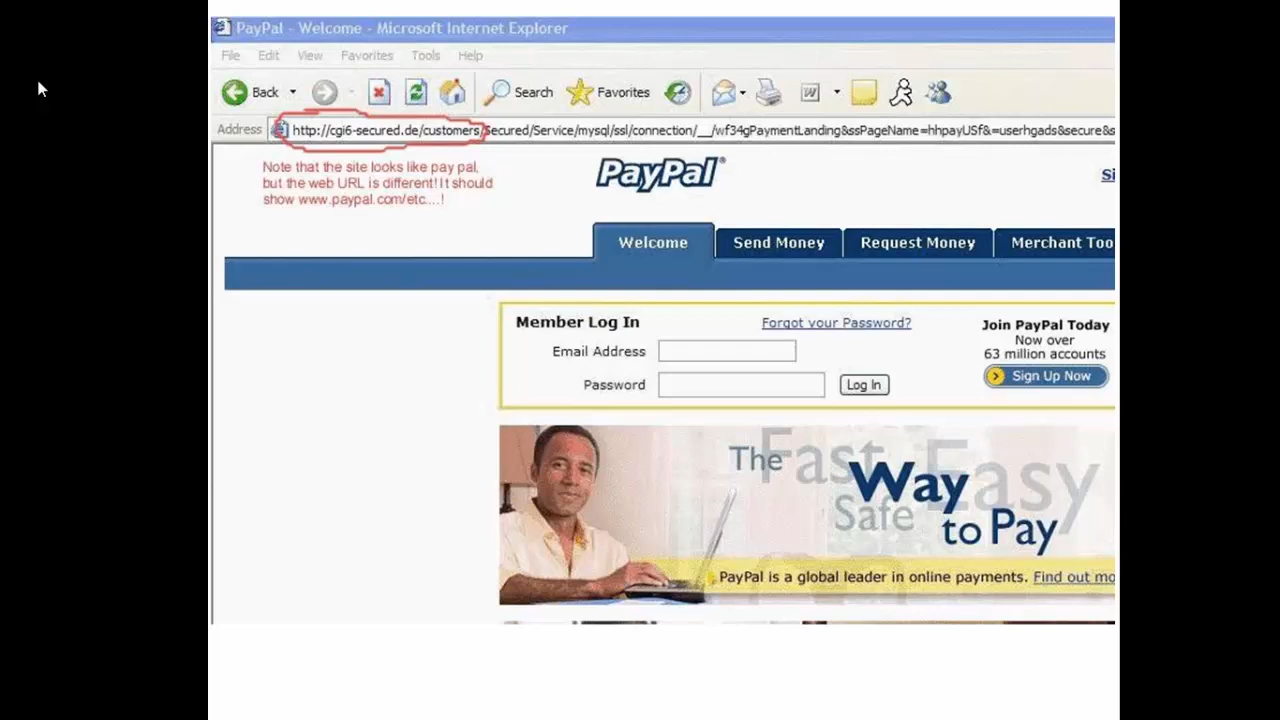 PayPal - Welcome - Microsoft Internet Explorer
File Edit View Favorites Tools Help
Back Search Favorites
Address http://cgi6-secured.de/customers/Secured/Service/mysql/ssl/connection/__/wf34gPaymentLanding&ssPageName=hhpayUSf&=userhgads&secure&s
Note that the site looks like pay pal,
but the web URL is different! It should
show www.paypal.com/etc....!
PayPal®
Si
Welcome Send Money Request Money Merchant Too
Member Log In Forgot your Password?
Email Address
Password Log In
Join PayPal Today
Now over
63 million accounts
Sign Up Now
The Fast Easy
Safe Way
to Pay
PayPal is a global leader in online payments. Find out mo